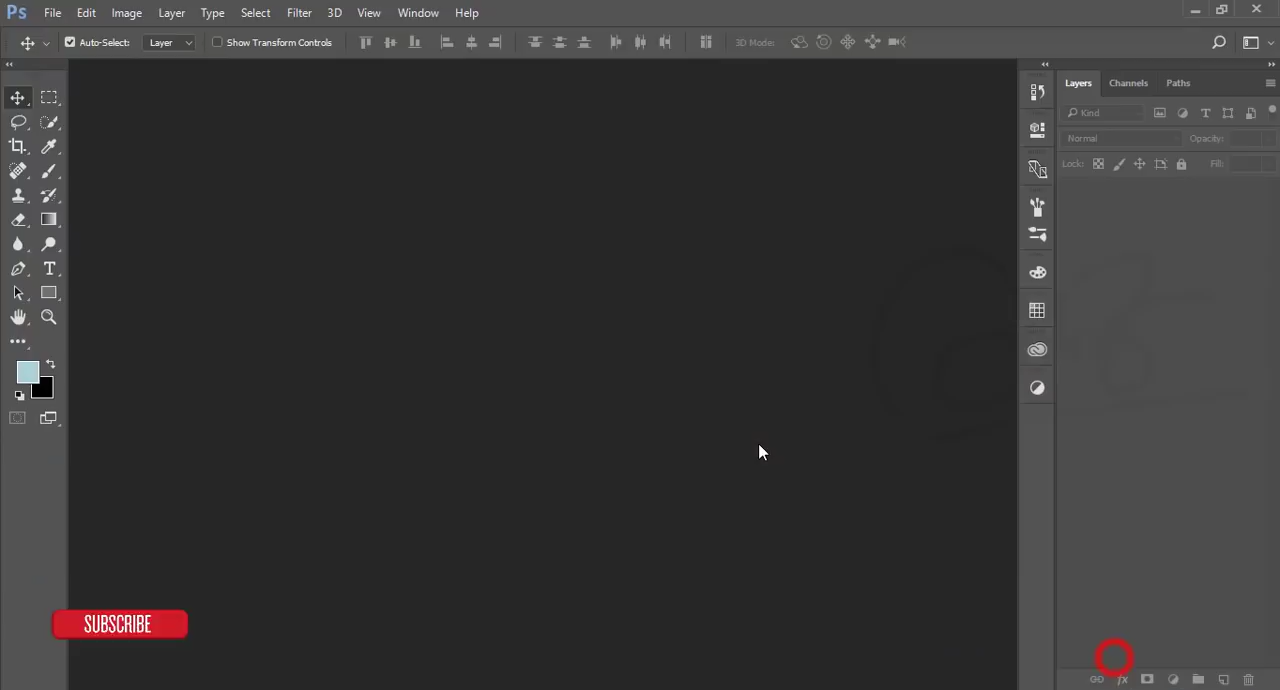 Ps File Edit Image Layer Type Select Filter 3D View Window Help
Auto-Select: Layer Show Transform Controls 3D Mode:
Layers Channels Paths
Kind
Normal Opacity:
Lock: Fill:
T
SUBSCRIBE
fx